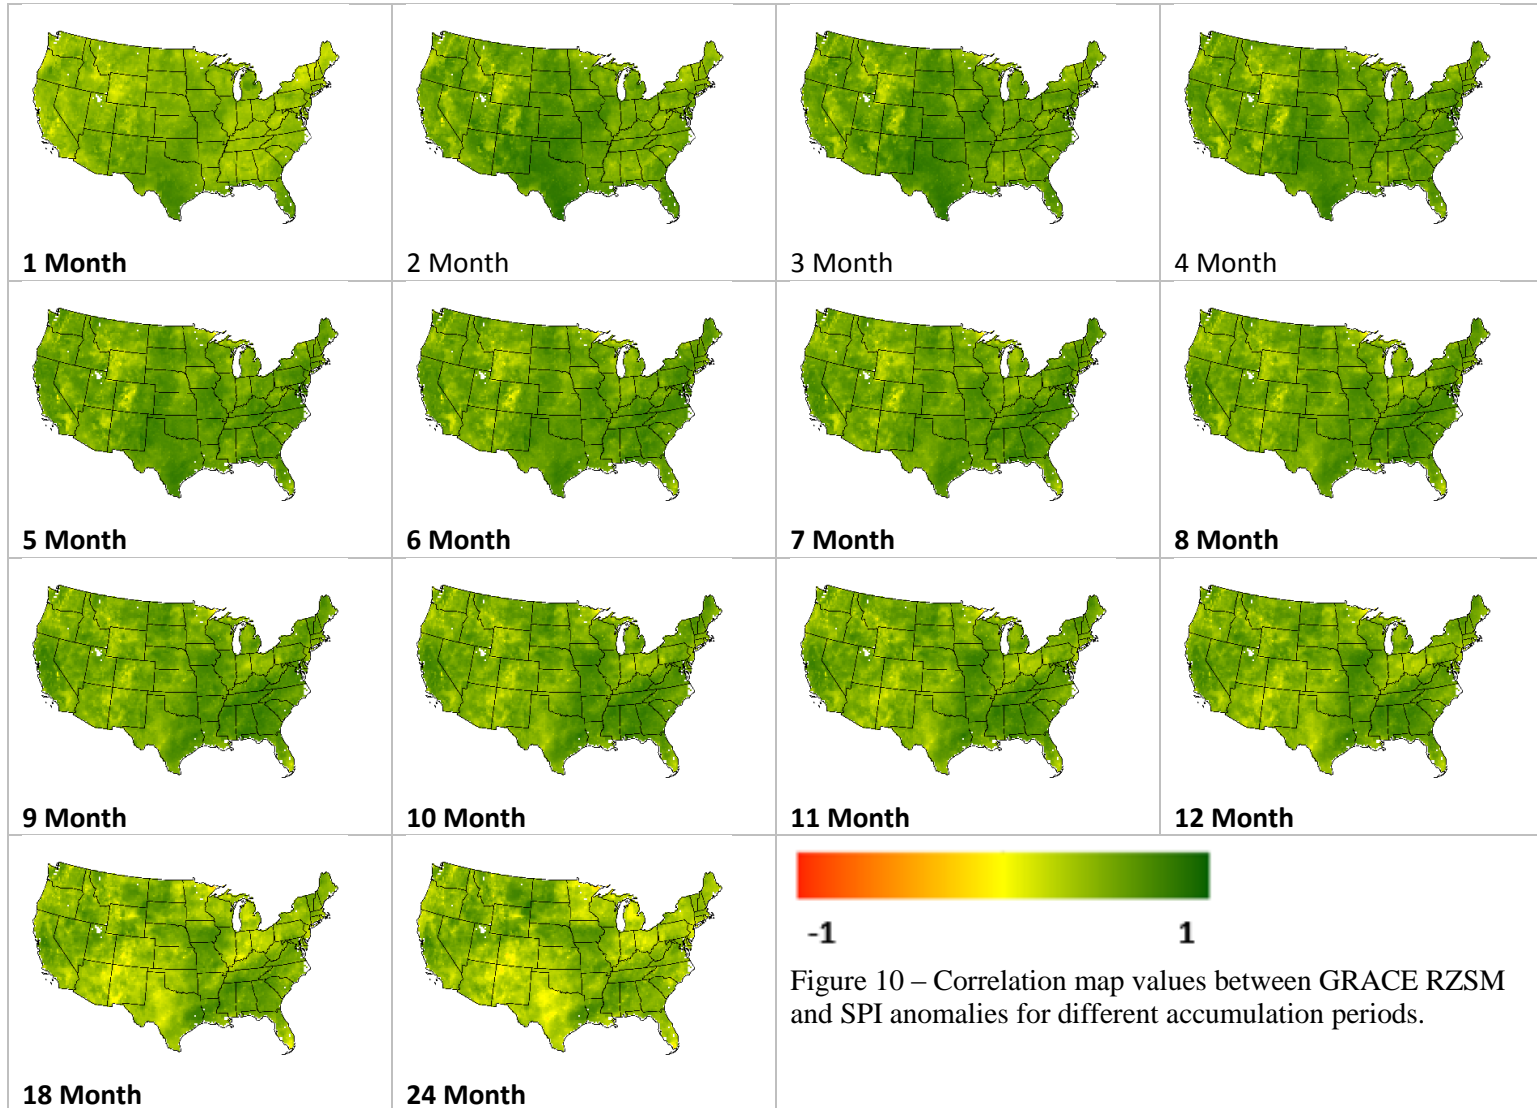 1 Month
2 Month
3 Month
4 Month
5 Month
6 Month
7 Month
8 Month
9 Month
10 Month
11 Month
12 Month
18 Month
24 Month
-1 1
Figure 10 – Correlation map values between GRACE RZSM
and SPI anomalies for different accumulation periods.